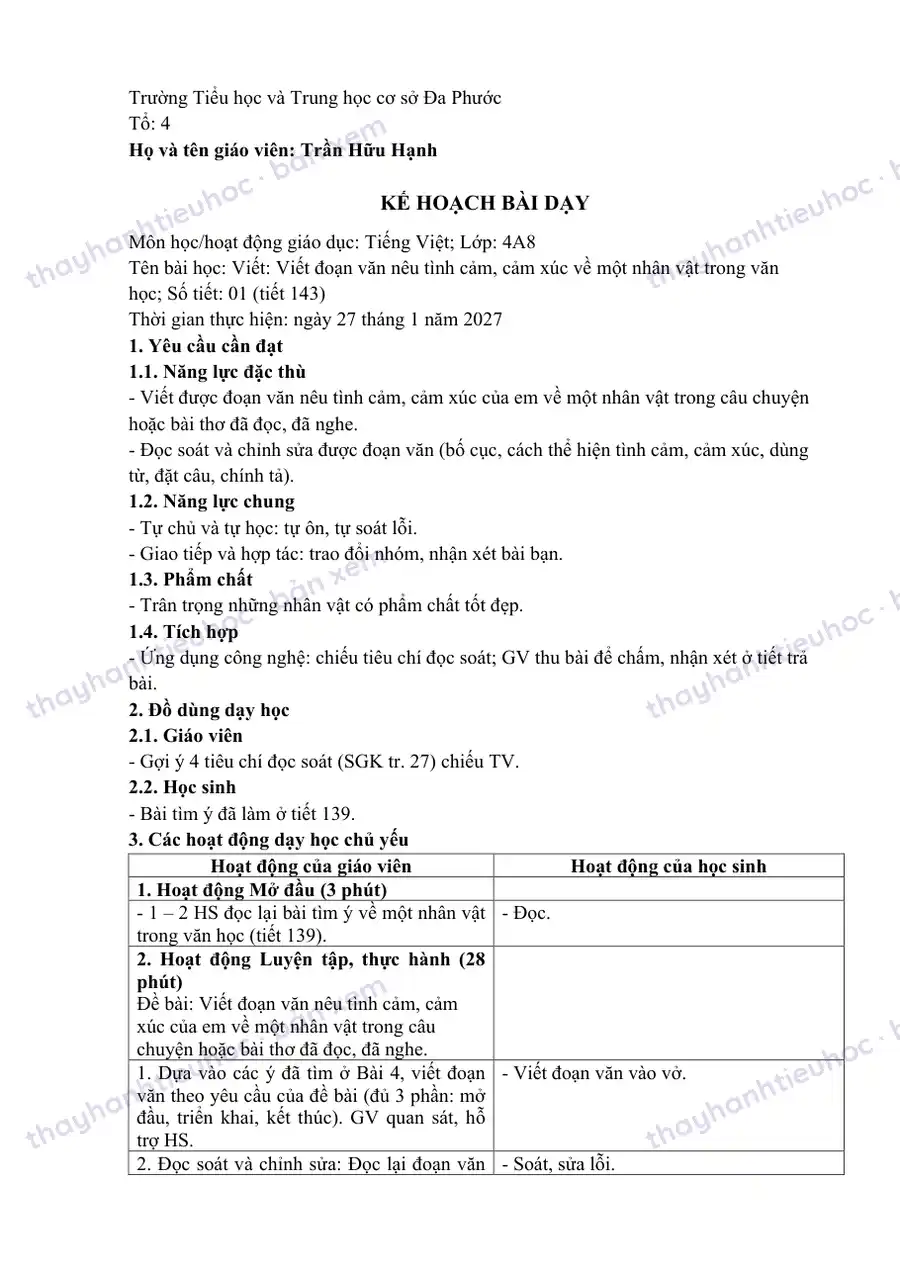 Trường Tiểu học và Trung học cơ sở Đa Phước
Tổ: 4
Họ và tên giáo viên: Trần Hữu Hạnh
KẾ HOẠCH BÀI DẠY
Môn học/hoạt động giáo dục: Tiếng Việt; Lớp: 4A8
Tên bài học: Viết: Viết đoạn văn nêu tình cảm, cảm xúc về một nhân vật trong văn
học; Số tiết: 01 (tiết 143)
Thời gian thực hiện: ngày 27 tháng 1 năm 2027
1. Yêu cầu cần đạt
1.1. Năng lực đặc thù
- Viết được đoạn văn nêu tình cảm, cảm xúc của em về một nhân vật trong câu chuyện
hoặc bài thơ đã đọc, đã nghe.
- Đọc soát và chỉnh sửa được đoạn văn (bố cục, cách thể hiện tình cảm, cảm xúc, dùng
từ, đặt câu, chính tả).
1.2. Năng lực chung
- Tự chủ và tự học: tự ôn, tự soát lỗi.
- Giao tiếp và hợp tác: trao đổi nhóm, nhận xét bài bạn.
1.3. Phẩm chất
- Trân trọng những nhân vật có phẩm chất tốt đẹp.
1.4. Tích hợp
- Ứng dụng công nghệ: chiếu tiêu chí đọc soát; GV thu bài để chấm, nhận xét ở tiết trả
bài.
2. Đồ dùng dạy học
2.1. Giáo viên
- Gợi ý 4 tiêu chí đọc soát (SGK tr. 27) chiếu TV.
2.2. Học sinh
- Bài tìm ý đã làm ở tiết 139.
3. Các hoạt động dạy học chủ yếu
Hoạt động của giáo viên
Hoạt động của học sinh
1. Hoạt động Mở đầu (3 phút)
- 1 – 2 HS đọc lại bài tìm ý về một nhân vật
trong văn học (tiết 139).
- Đọc.
2. Hoạt động Luyện tập, thực hành (28
phút)
Đề bài: Viết đoạn văn nêu tình cảm, cảm
xúc của em về một nhân vật trong câu
chuyện hoặc bài thơ đã đọc, đã nghe.
1. Dựa vào các ý đã tìm ở Bài 4, viết đoạn
văn theo yêu cầu của đề bài (đủ 3 phần: mở
đầu, triển khai, kết thúc). GV quan sát, hỗ
trợ HS.
- Viết đoạn văn vào vở.
2. Đọc soát và chỉnh sửa: Đọc lại đoạn văn
- Soát, sửa lỗi.
thayhanhtieuhoc · bản xem
thayhanhtieuhoc · b
thayhanhtieuhoc · bản xem
thayhanhtieuhoc · b
thayhanhtieuhoc · bản xem
thayhanhtieuhoc · b